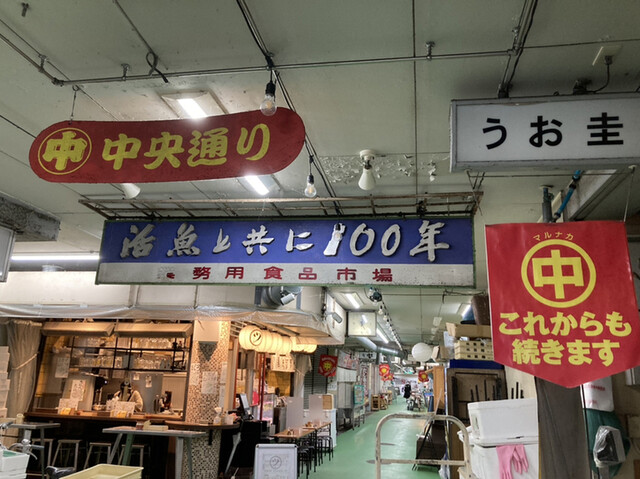 中 中央通り
うお圭
活魚と共に100年
務用食品市場
マルナカ
中
これからも
続きます